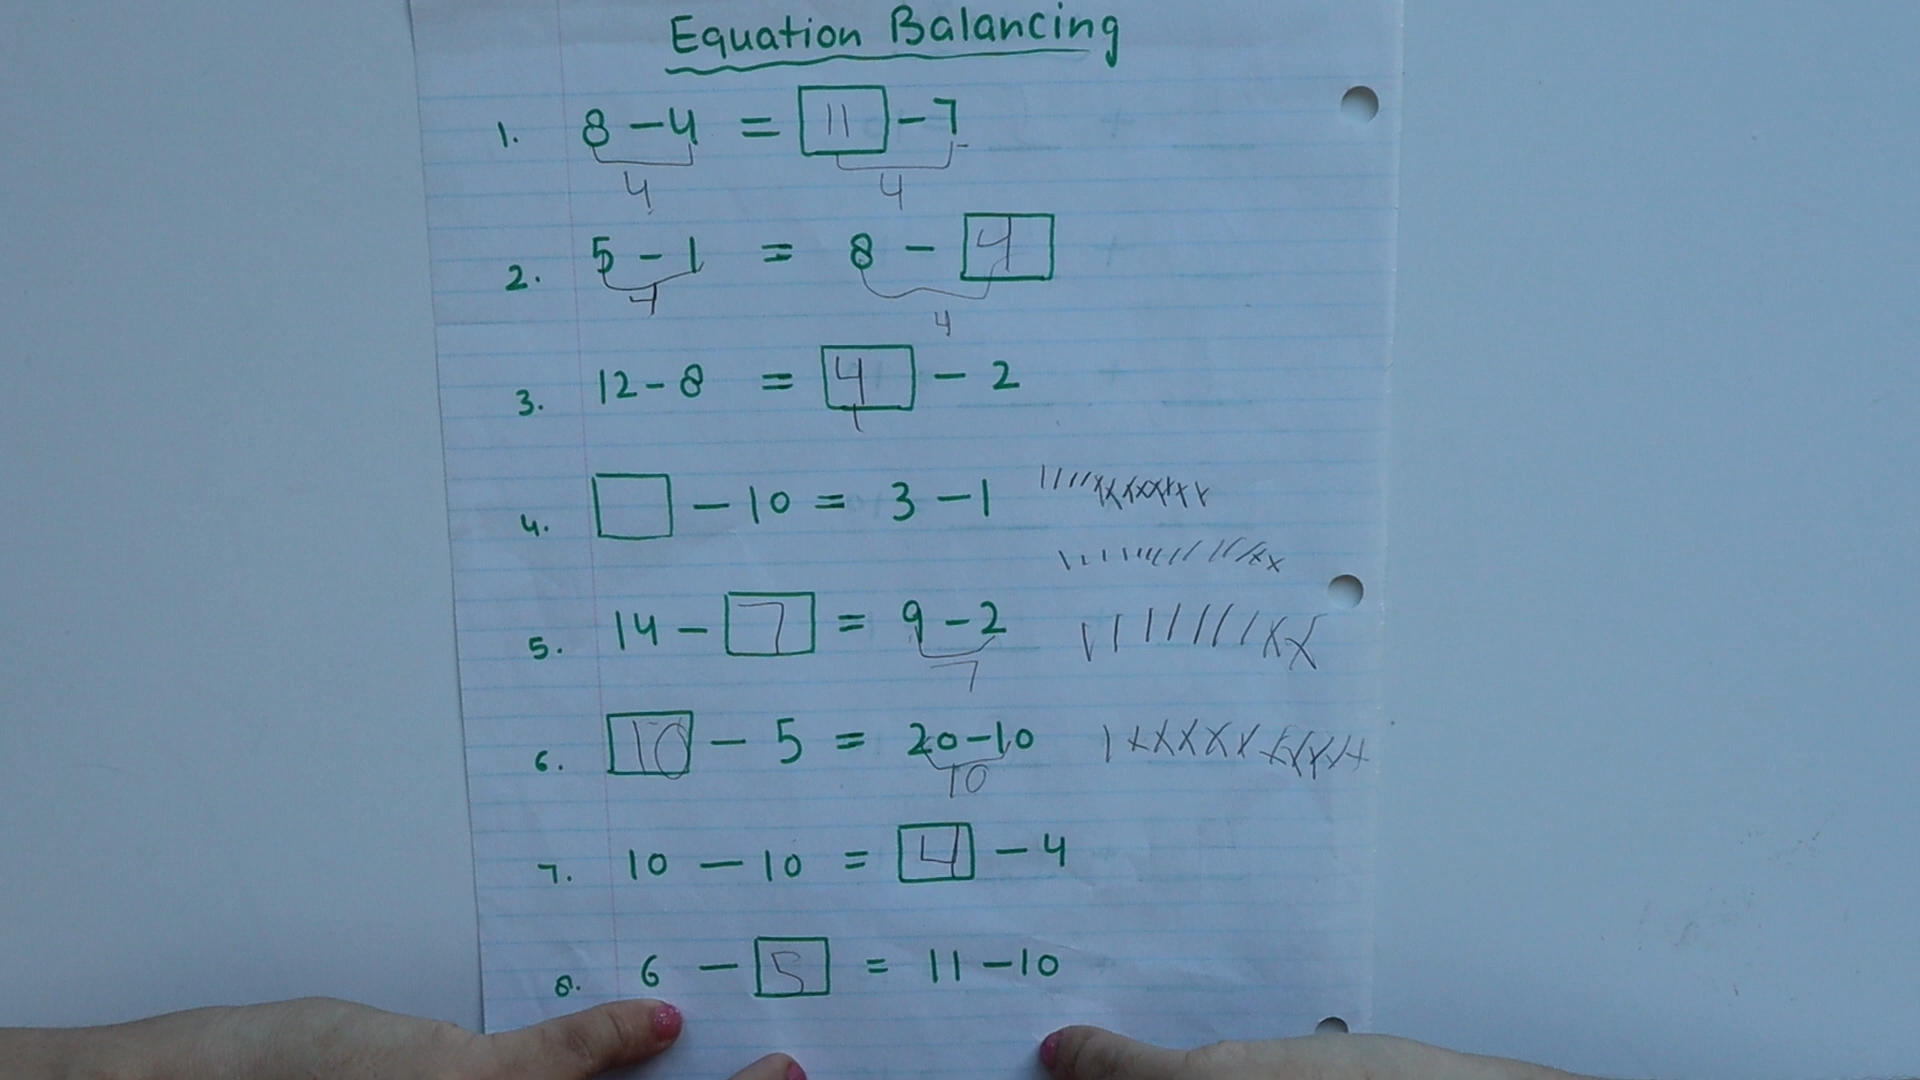 Equation Balancing
1. 8 - 4 = 11 - 7
4 4
2. 5 - 1 = 8 - 4
4 4
3. 12 - 8 = 4 - 2
4. - 10 = 3 - 1
5. 14 - 7 = 9 - 2
7
6. 10 - 5 = 20 - 10
10
7. 10 - 10 = 4 - 4
8. 6 - 5 = 11 - 10